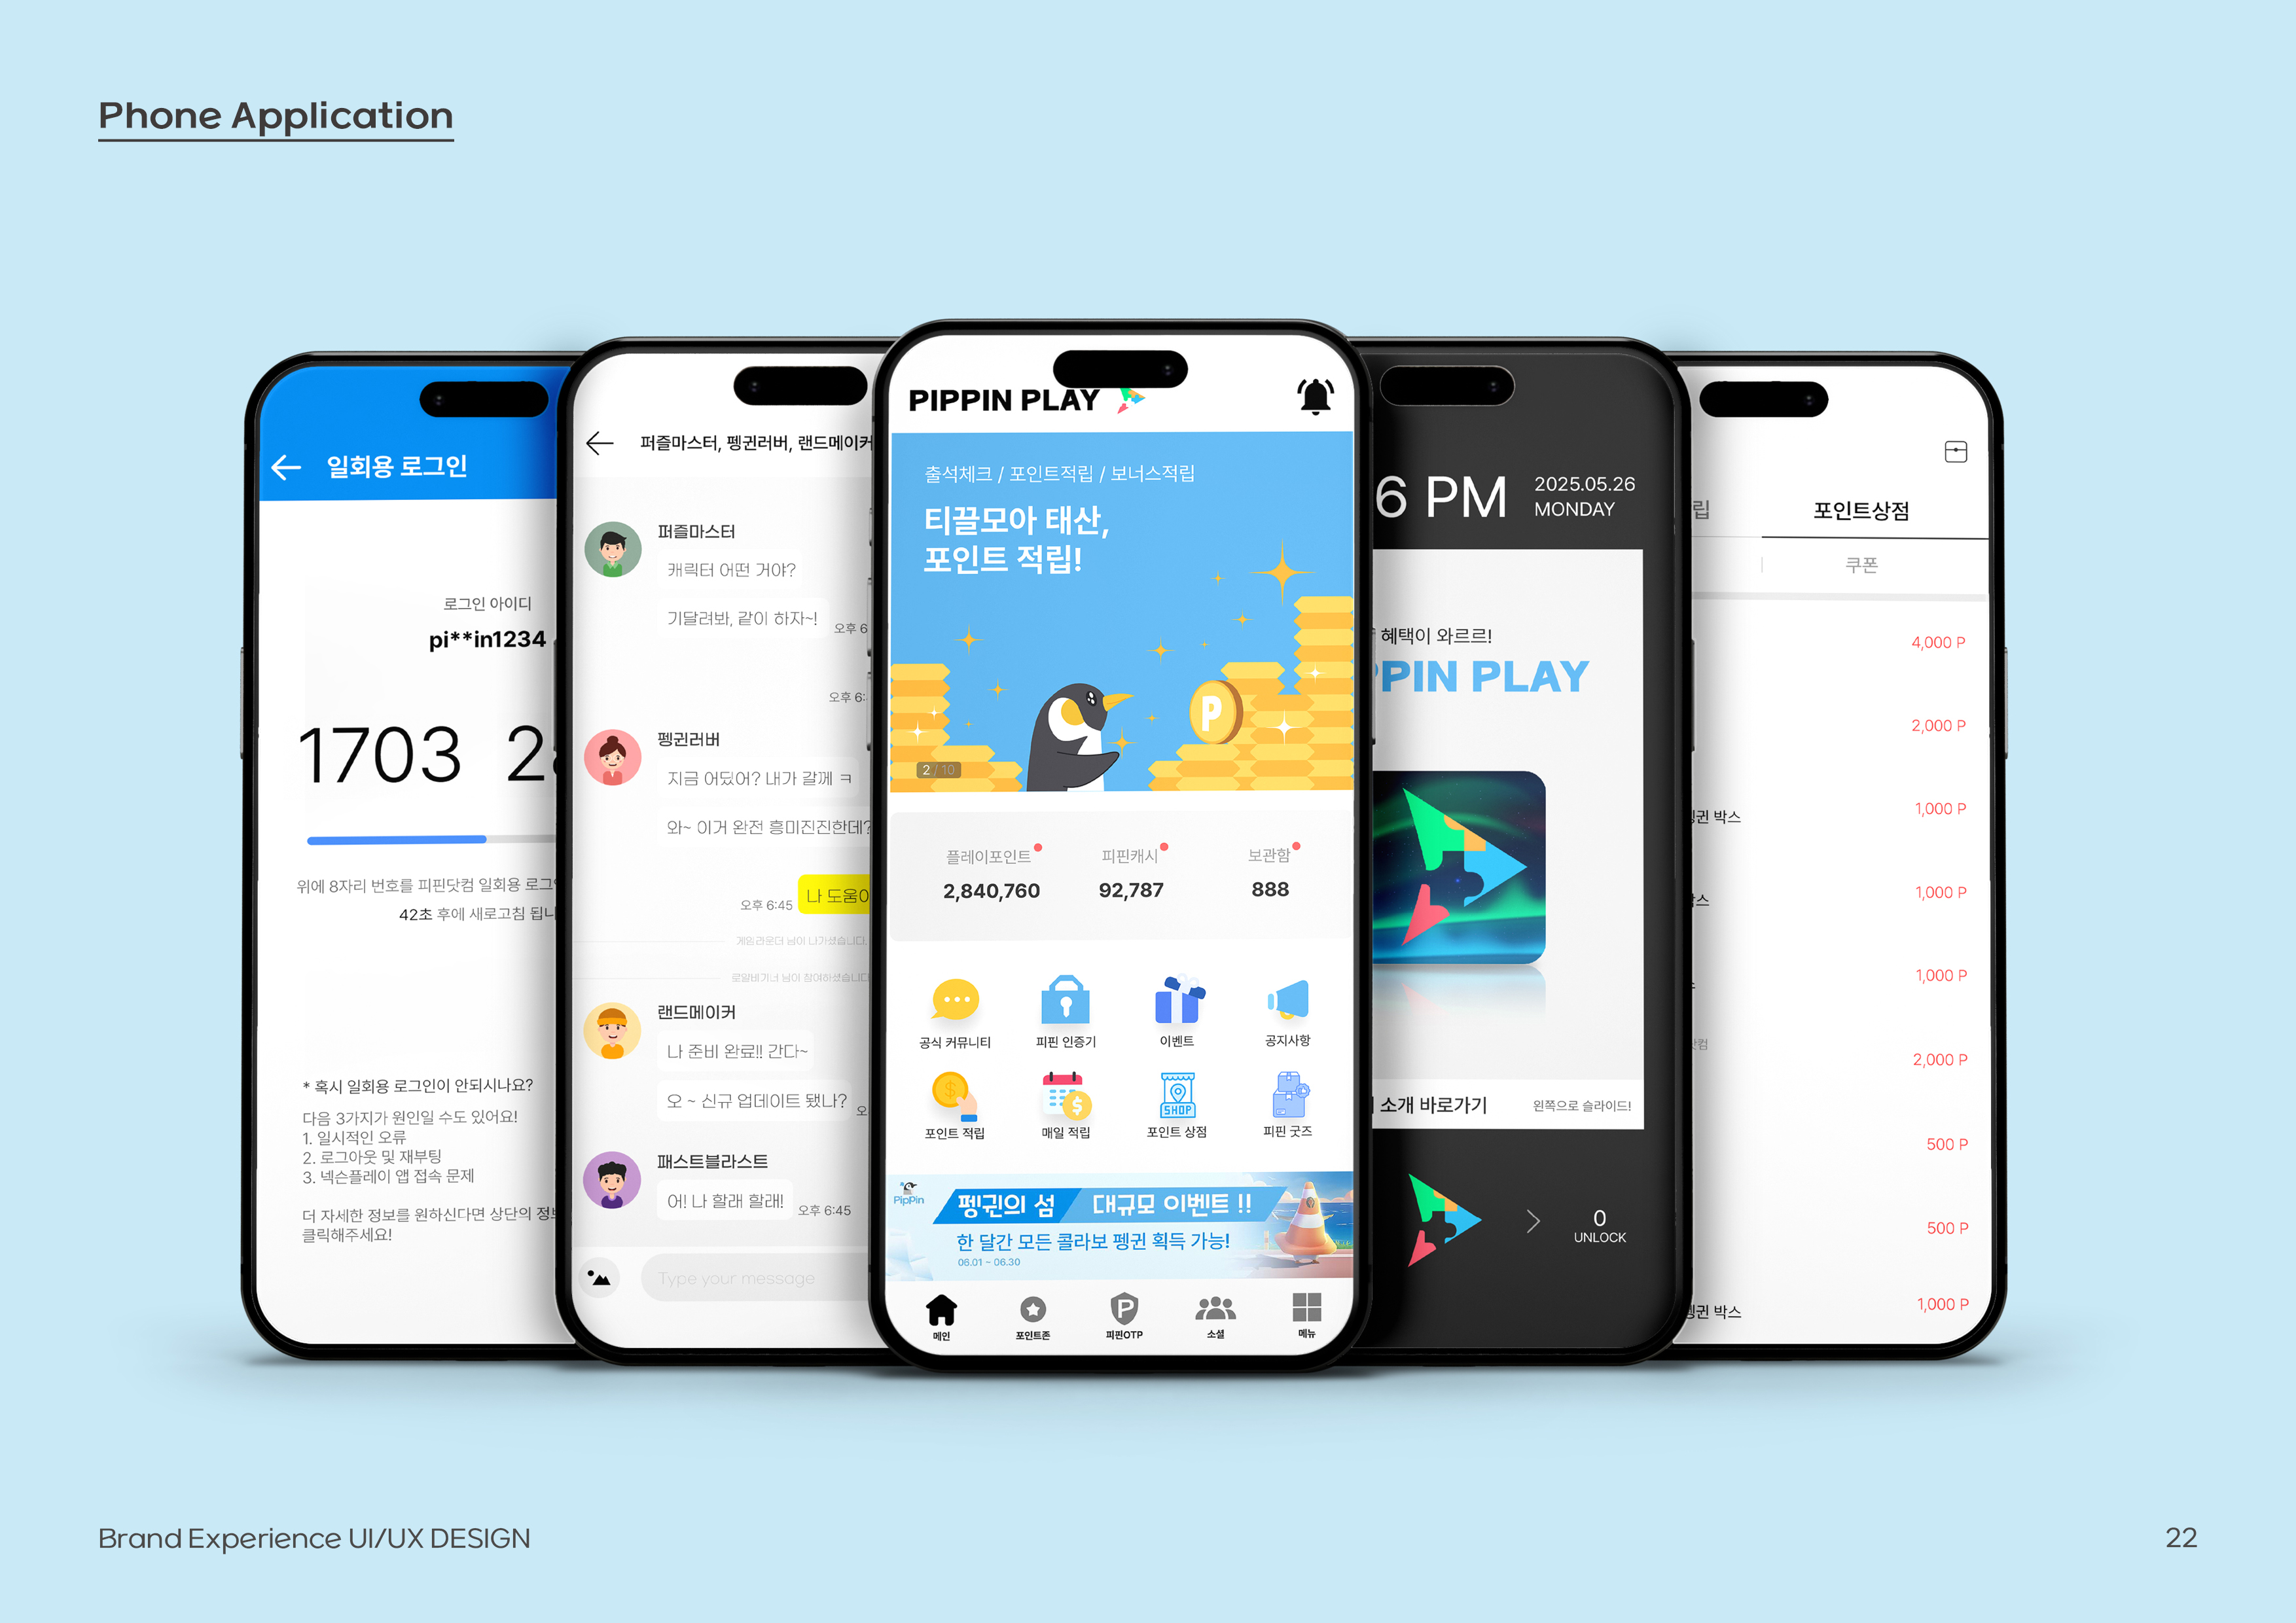 Phone Application
일회용 로그인
로그인 아이디
pi**in1234
1703 2
위에 8자리 번호를 피핀닷컴 일회용 로그
42초 후에 새로고침 됩니
* 혹시 일회용 로그인이 안되시나요?
다음 3가지가 원인일 수도 있어요!
1. 일시적인 오류
2. 로그아웃 및 재부팅
3. 넥슨플레이 앱 접속 문제
더 자세한 정보를 원하신다면 상단의 정
클릭해주세요!
퍼즐마스터, 펭귄러버, 랜드메이커
퍼즐마스터
캐릭터 어떤 거야?
기달려봐, 같이 하자~!
오후 6
오후 6:
펭귄러버
지금 어딨어? 내가 갈께 ㅋ
와~ 이거 완전 흥미진진한데?
오후 6:45
나 도움이
게임라운더 님이 나가셨습니다.
로얄비기너 님이 참여하셨습니다
랜드메이커
나 준비 완료!! 간다~
오 ~ 신규 업데이트 됐나?
오
패스트블라스트
어! 나 할래 할래!
오후 6:45
Type your message
PIPPIN PLAY
출석체크 / 포인트적립 / 보너스적립
티끌모아 태산,
포인트 적립!
P
2 / 10
플레이포인트 피핀캐시 보관함
2,840,760 92,787 888
공식 커뮤니티 피핀 인증기 이벤트 공지사항
SHOP
포인트 적립 매일 적립 포인트 상점 피핀 굿즈
PipPin
펭귄의 섬 대규모 이벤트 !!
한 달간 모든 콜라보 펭귄 획득 가능!
06.01 - 06.30
메인 포인트존 피핀OTP 소셜 메뉴
6 PM
2025.05.26
MONDAY
혜택이 와르르!
PPIN PLAY
소개 바로가기
왼쪽으로 슬라이드!
0
UNLOCK
립
포인트상점
쿠폰
4,000 P
2,000 P
펭귄 박스
1,000 P
박스
1,000 P
1,000 P
닷컴
2,000 P
500 P
500 P
펭귄 박스
1,000 P
Brand Experience UI/UX DESIGN
22